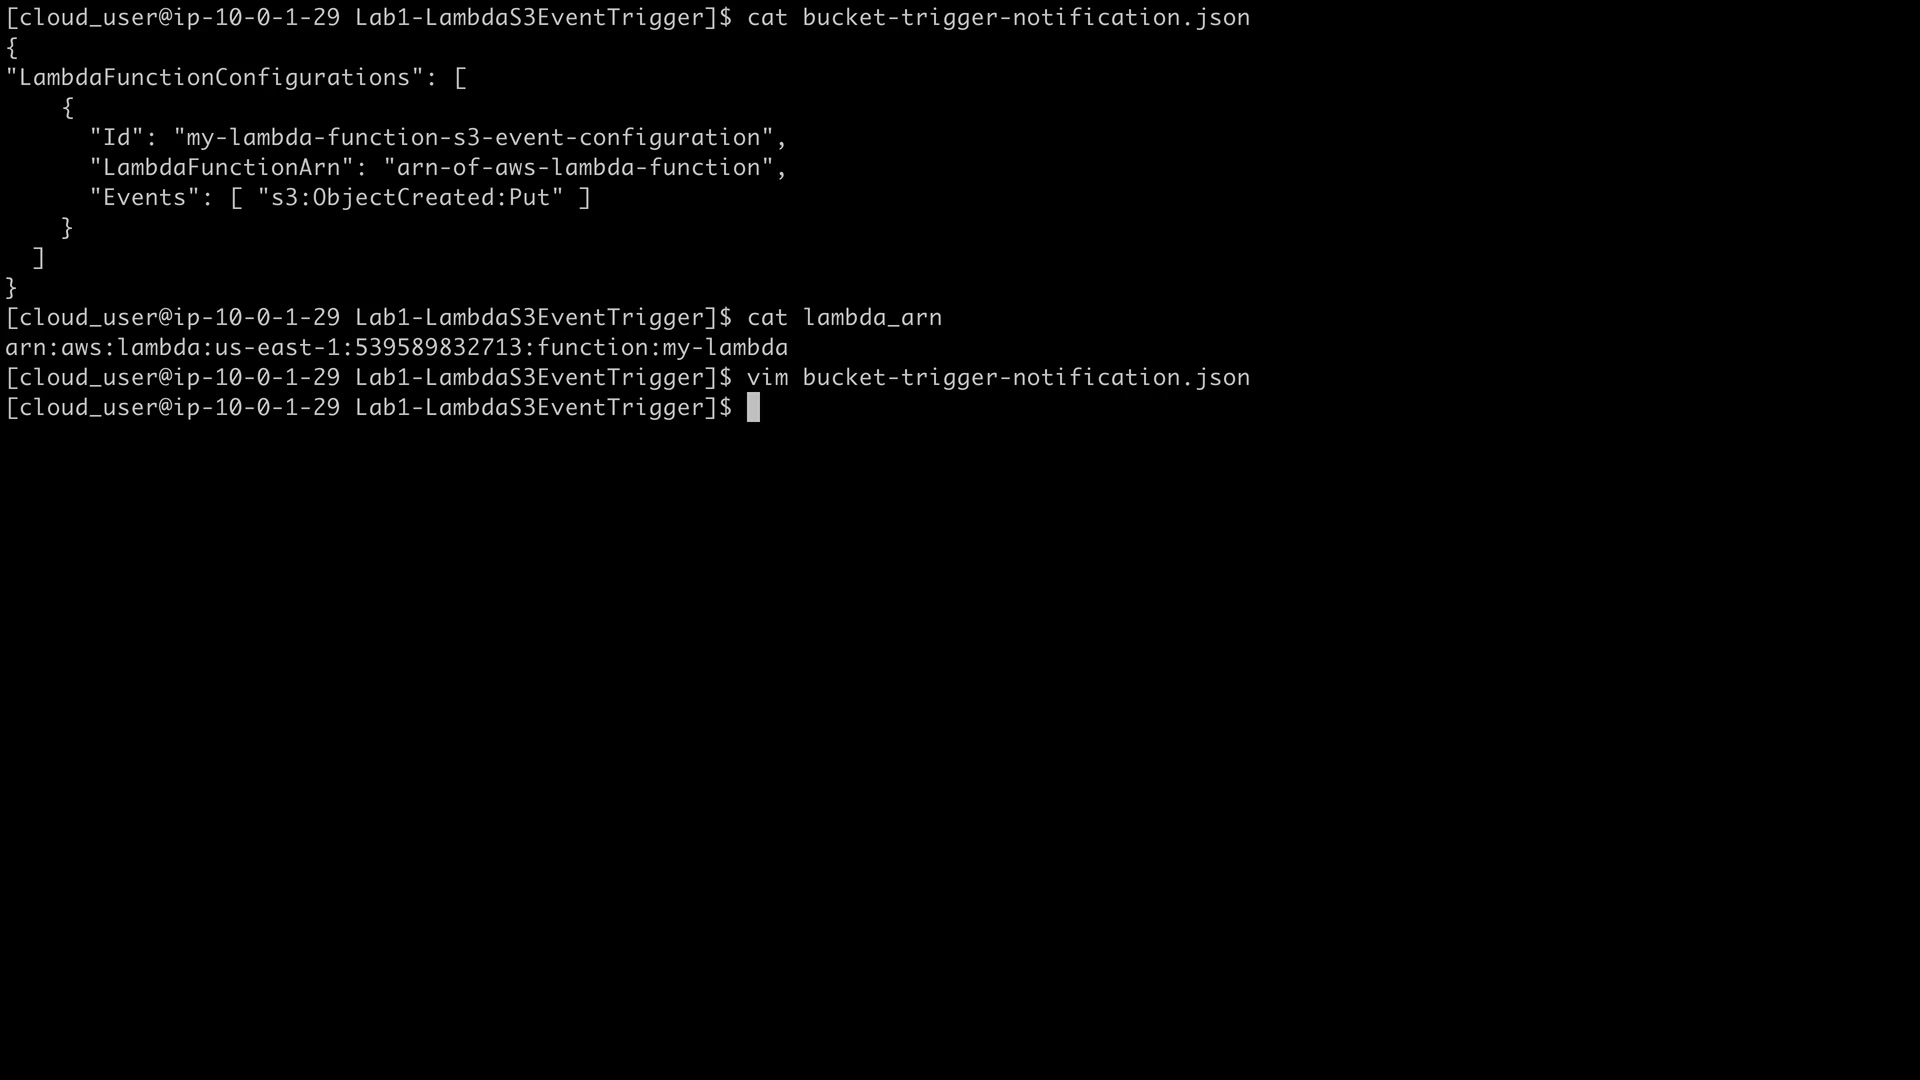 [cloud_user@ip-10-0-1-29 Lab1-LambdaS3EventTrigger]$ cat bucket-trigger-notification.json
{
"LambdaFunctionConfigurations": [
    {
      "Id": "my-lambda-function-s3-event-configuration",
      "LambdaFunctionArn": "arn-of-aws-lambda-function",
      "Events": [ "s3:ObjectCreated:Put" ]
    }
  ]
}
[cloud_user@ip-10-0-1-29 Lab1-LambdaS3EventTrigger]$ cat lambda_arn
arn:aws:lambda:us-east-1:539589832713:function:my-lambda
[cloud_user@ip-10-0-1-29 Lab1-LambdaS3EventTrigger]$ vim bucket-trigger-notification.json
[cloud_user@ip-10-0-1-29 Lab1-LambdaS3EventTrigger]$